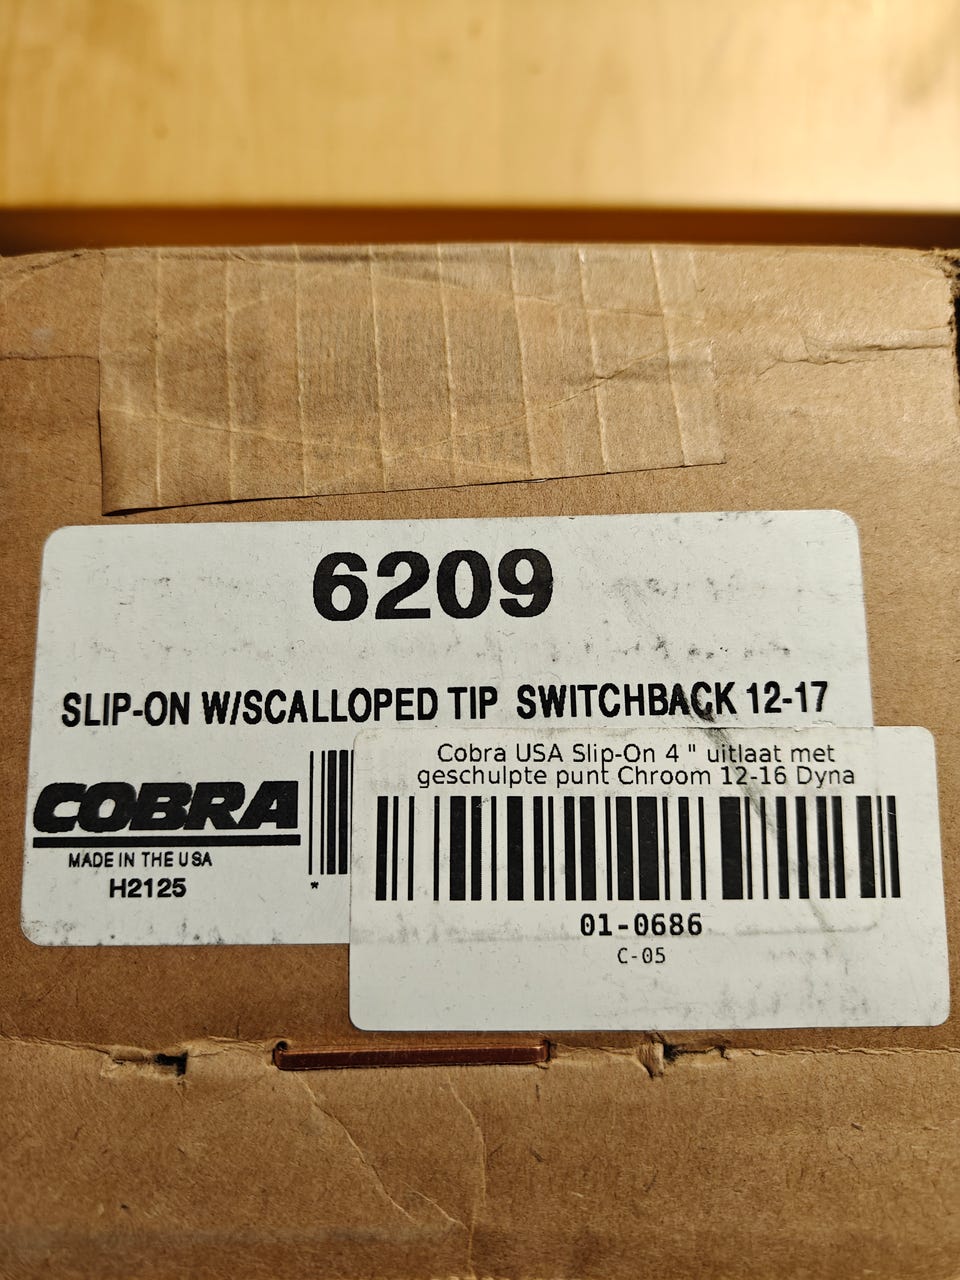 6209
SLIP-ON W/SCALLOPED TIP SWITCHBACK 12-17
COBRA
MADE IN THE USA
H2125
*
Cobra USA Slip-On 4 " uitlaat met
geschulpte punt Chroom 12-16 Dyna
01-0686
C-05